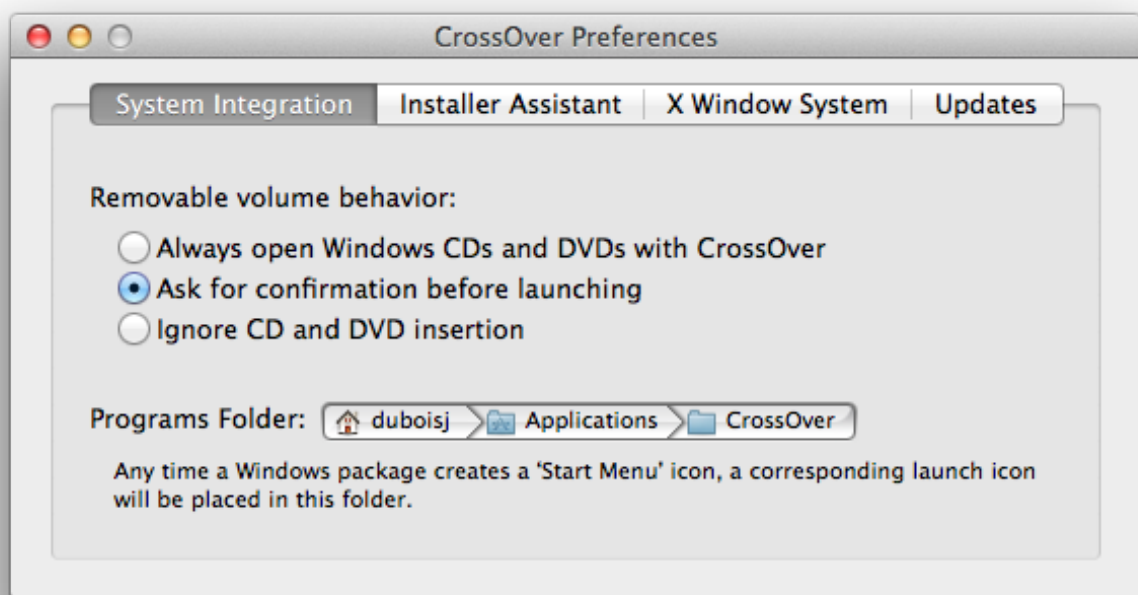 CrossOver Preferences
System Integration Installer Assistant X Window System Updates
Removable volume behavior:
Always open Windows CDs and DVDs with CrossOver
Ask for confirmation before launching
Ignore CD and DVD insertion
Programs Folder: duboisj Applications CrossOver
Any time a Windows package creates a ‘Start Menu’ icon, a corresponding launch icon
will be placed in this folder.